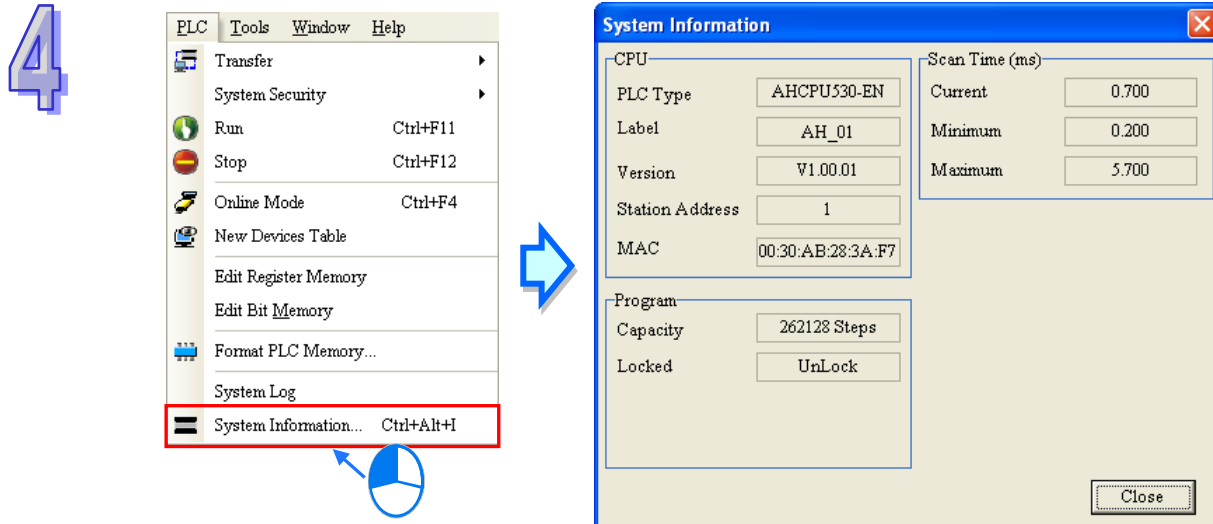 4
PLC Tools Window Help
Transfer
System Security
Run Ctrl+F11
Stop Ctrl+F12
Online Mode Ctrl+F4
New Devices Table
Edit Register Memory
Edit Bit Memory
Format PLC Memory...
System Log
System Information... Ctrl+Alt+I
System Information
CPU
PLC Type AHCPU530-EN
Label AH_01
Version V1.00.01
Station Address 1
MAC 00:30:AB:28:3A:F7
Scan Time (ms)
Current 0.700
Minimum 0.200
Maximum 5.700
Program
Capacity 262128 Steps
Locked UnLock
Close